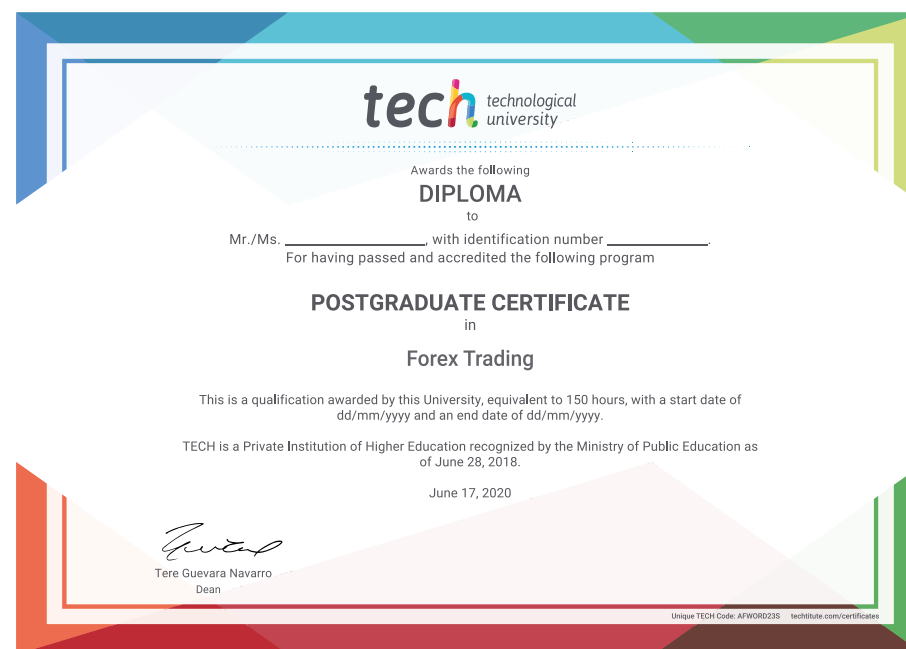 tech technological
university
Awards the following
DIPLOMA
to
Mr./Ms. ____________________, with identification number ______________.
For having passed and accredited the following program
POSTGRADUATE CERTIFICATE
in
Forex Trading
This is a qualification awarded by this University, equivalent to 150 hours, with a start date of
dd/mm/yyyy and an end date of dd/mm/yyyy.
TECH is a Private Institution of Higher Education recognized by the Ministry of Public Education as
of June 28, 2018.
June 17, 2020
Tere Guevara Navarro
Dean
Unique TECH Code: AFWORD23S techtitute.com/certificates